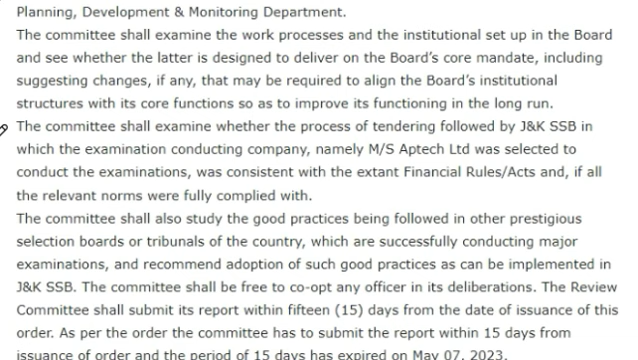 Planning, Development & Monitoring Department.
The committee shall examine the work processes and the institutional set up in the Board
and see whether the latter is designed to deliver on the Board's core mandate, including
suggesting changes, if any, that may be required to align the Board's institutional
structures with its core functions so as to improve its functioning in the long run.
The committee shall examine whether the process of tendering followed by J&K SSB in
which the examination conducting company, namely M/S Aptech Ltd was selected to
conduct the examinations, was consistent with the extant Financial Rules/Acts and, if all
the relevant norms were fully complied with.
The committee shall also study the good practices being followed in other prestigious
selection boards or tribunals of the country, which are successfully conducting major
examinations, and recommend adoption of such good practices as can be implemented in
J&K SSB. The committee shall be free to co-opt any officer in its deliberations. The Review
Committee shall submit its report within fifteen (15) days from the date of issuance of this
order. As per the order the committee has to submit the report within 15 days from
issuance of order and the period of 15 days has expired on May 07, 2023.